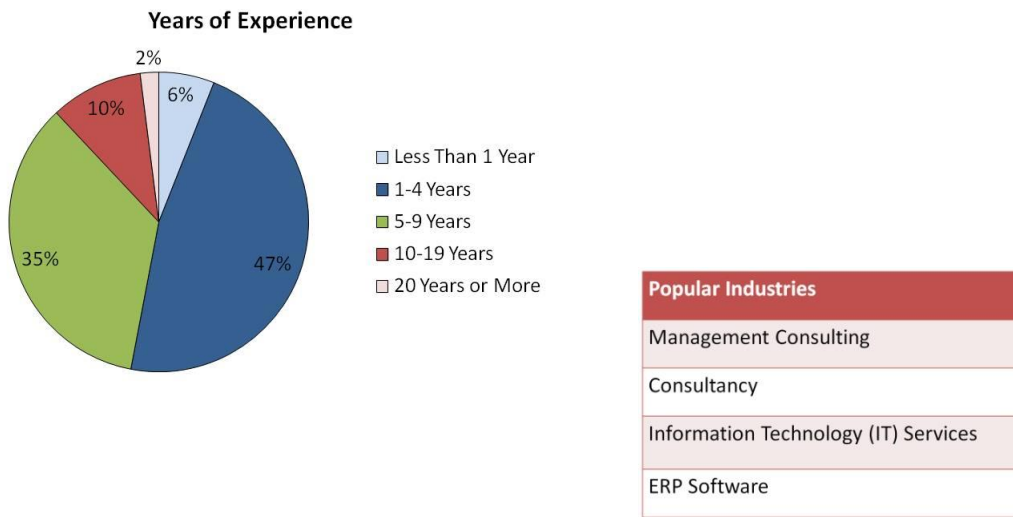 Years of Experience
2%
6%
10%
35%
47%
Less Than 1 Year
1-4 Years
5-9 Years
10-19 Years
20 Years or More
Popular Industries
Management Consulting
Consultancy
Information Technology (IT) Services
ERP Software